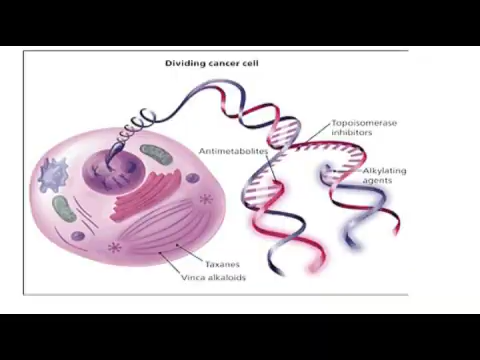 Dividing cancer cell
Topoisomerase
inhibitors
Antimetabolites
Alkylating
agents
Taxanes
Vinca alkaloids